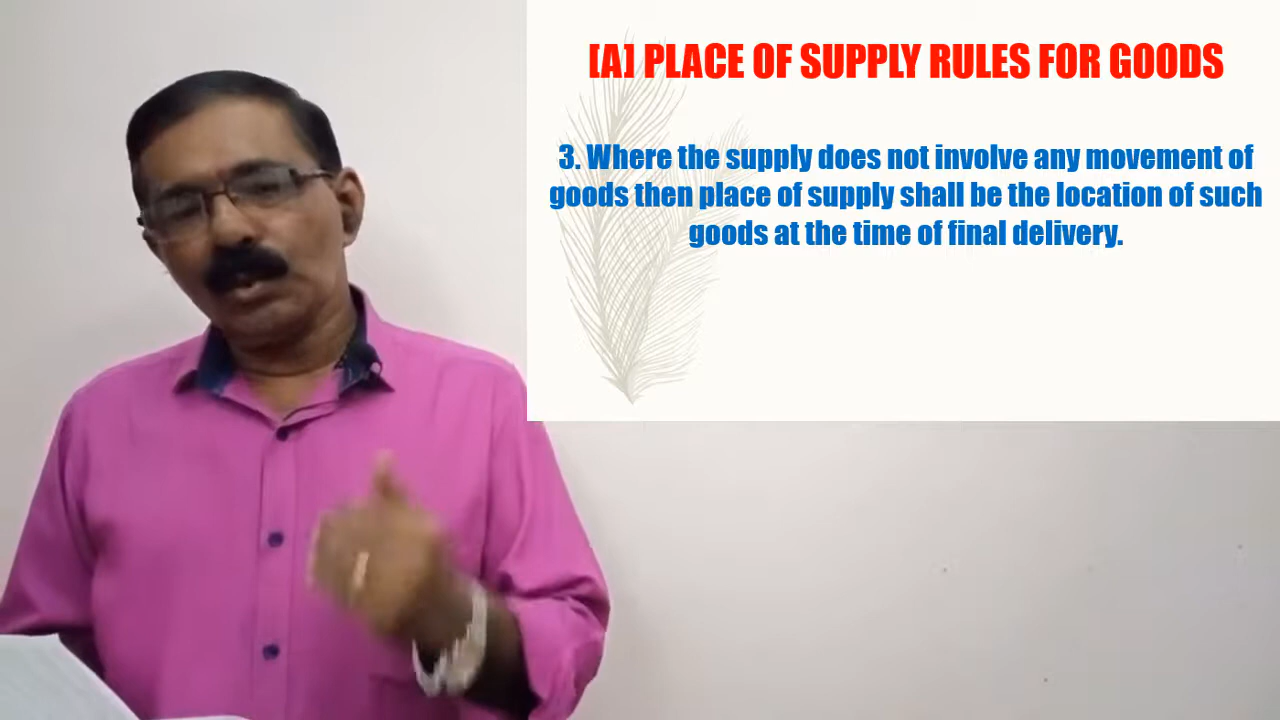 [A] PLACE OF SUPPLY RULES FOR GOODS
3. Where the supply does not involve any movement of
goods then place of supply shall be the location of such
goods at the time of final delivery.